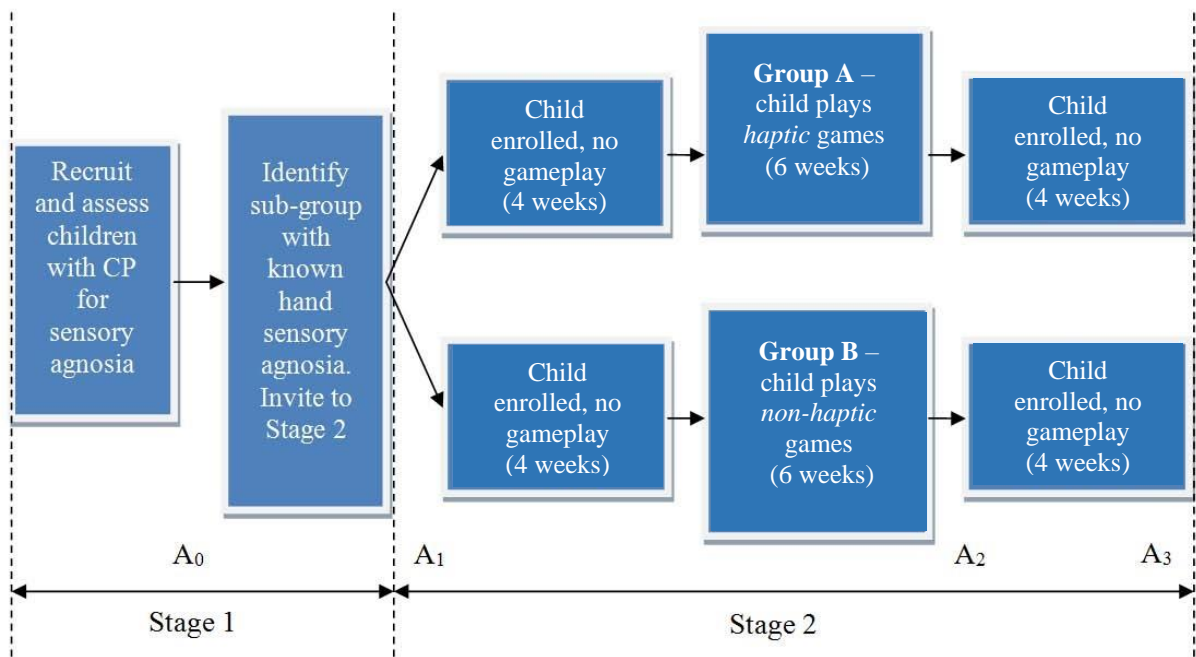 Recruit
and assess
children
with CP
for
sensory
agnosia
Identify
sub-group
with
known
hand
sensory
agnosia.
Invite to
Stage 2
Child
enrolled, no
gameplay
(4 weeks)
Group A –
child plays
haptic games
(6 weeks)
Child
enrolled, no
gameplay
(4 weeks)
Child
enrolled, no
gameplay
(4 weeks)
Group B –
child plays
non-haptic
games
(6 weeks)
Child
enrolled, no
gameplay
(4 weeks)
A₀
A₁
A₂
A₃
Stage 1
Stage 2